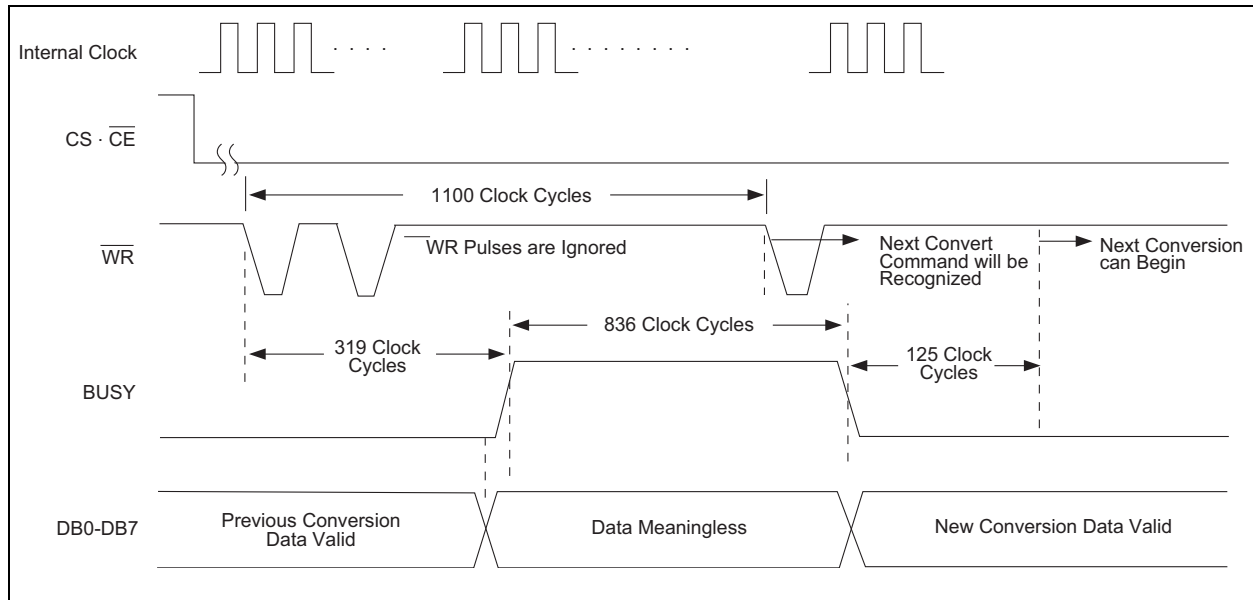 Internal Clock
. . . .
. . . . . . . .
CS · C̅E̅
1100 Clock Cycles
W̅R̅
WR Pulses are Ignored
Next Convert
Command will be
Recognized
Next Conversion
can Begin
836 Clock Cycles
319 Clock
Cycles
125 Clock
Cycles
BUSY
DB0-DB7
Previous Conversion
Data Valid
Data Meaningless
New Conversion Data Valid